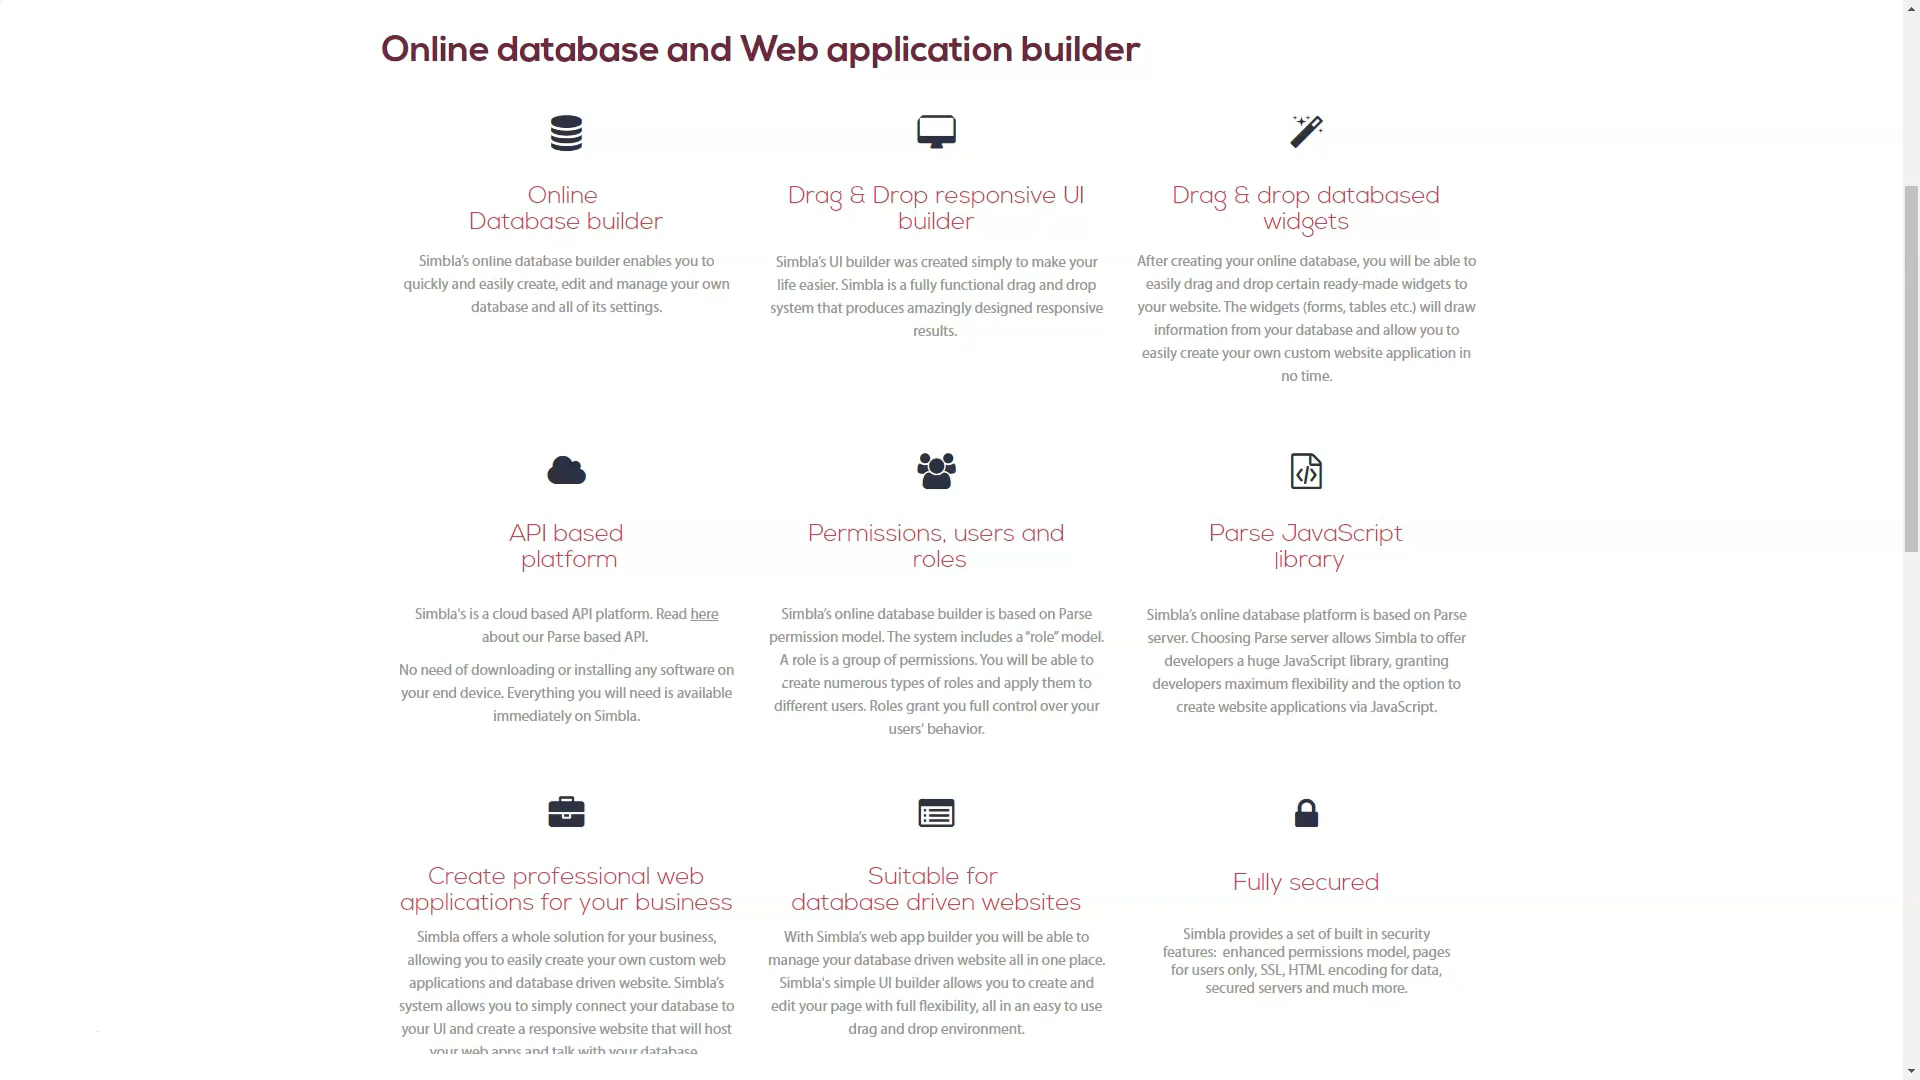 Online database and Web application builder
Online
Database builder
Simbla's online database builder enables you to
quickly and easily create, edit and manage your own
database and all of its settings.
Drag & Drop responsive UI
builder
Simbla's UI builder was created simply to make your
life easier. Simbla is a fully functional drag and drop
system that produces amazingly designed responsive
results.
Drag & drop databased
widgets
After creating your online database, you will be able to
easily drag and drop certain ready-made widgets to
your website. The widgets (forms, tables etc.) will draw
information from your database and allow you to
easily create your own custom website application in
no time.
API based
platform
Simbla's is a cloud based API platform. Read here
about our Parse based API.
No need of downloading or installing any software on
your end device. Everything you will need is available
immediately on Simbla.
Permissions, users and
roles
Simbla's online database builder is based on Parse
permission model. The system includes a "role" model.
A role is a group of permissions. You will be able to
create numerous types of roles and apply them to
different users. Roles grant you full control over your
users' behavior.
Parse JavaScript
library
Simbla's online database platform is based on Parse
server. Choosing Parse server allows Simbla to offer
developers a huge JavaScript library, granting
developers maximum flexibility and the option to
create website applications via JavaScript.
Create professional web
applications for your business
Simbla offers a whole solution for your business,
allowing you to easily create your own custom web
applications and database driven website. Simbla's
system allows you to simply connect your database to
your UI and create a responsive website that will host
your web apps and talk with your database.
Suitable for
database driven websites
With Simbla's web app builder you will be able to
manage your database driven website all in one place.
Simbla's simple UI builder allows you to create and
edit your page with full flexibility, all in an easy to use
drag and drop environment.
Fully secured
Simbla provides a set of built in security
features: enhanced permissions model, pages
for users only, SSL, HTML encoding for data,
secured servers and much more.